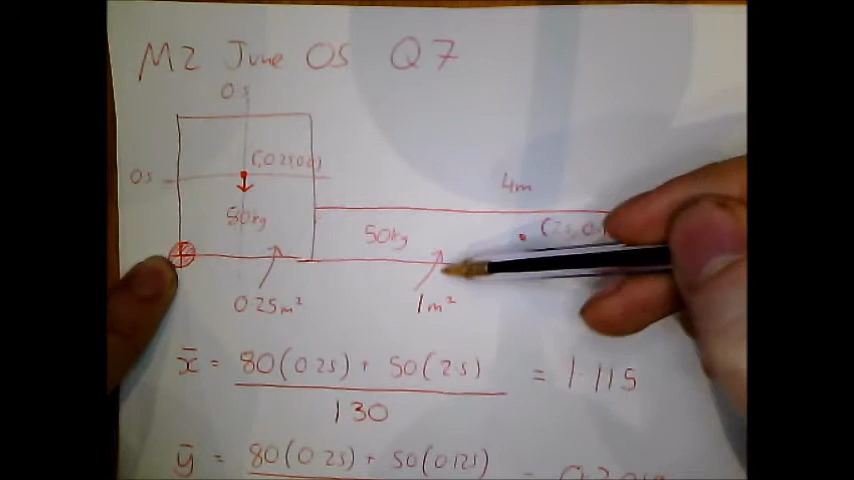 M2 June 05 Q7
0.5
0.5
(0.25,0.25)
4m
80kg
50kg
0.25m²
1m²
x̄ = 80(0.25) + 50(2.5) = 1.115
130
ȳ = 80(0.25) + 50(0.125) =